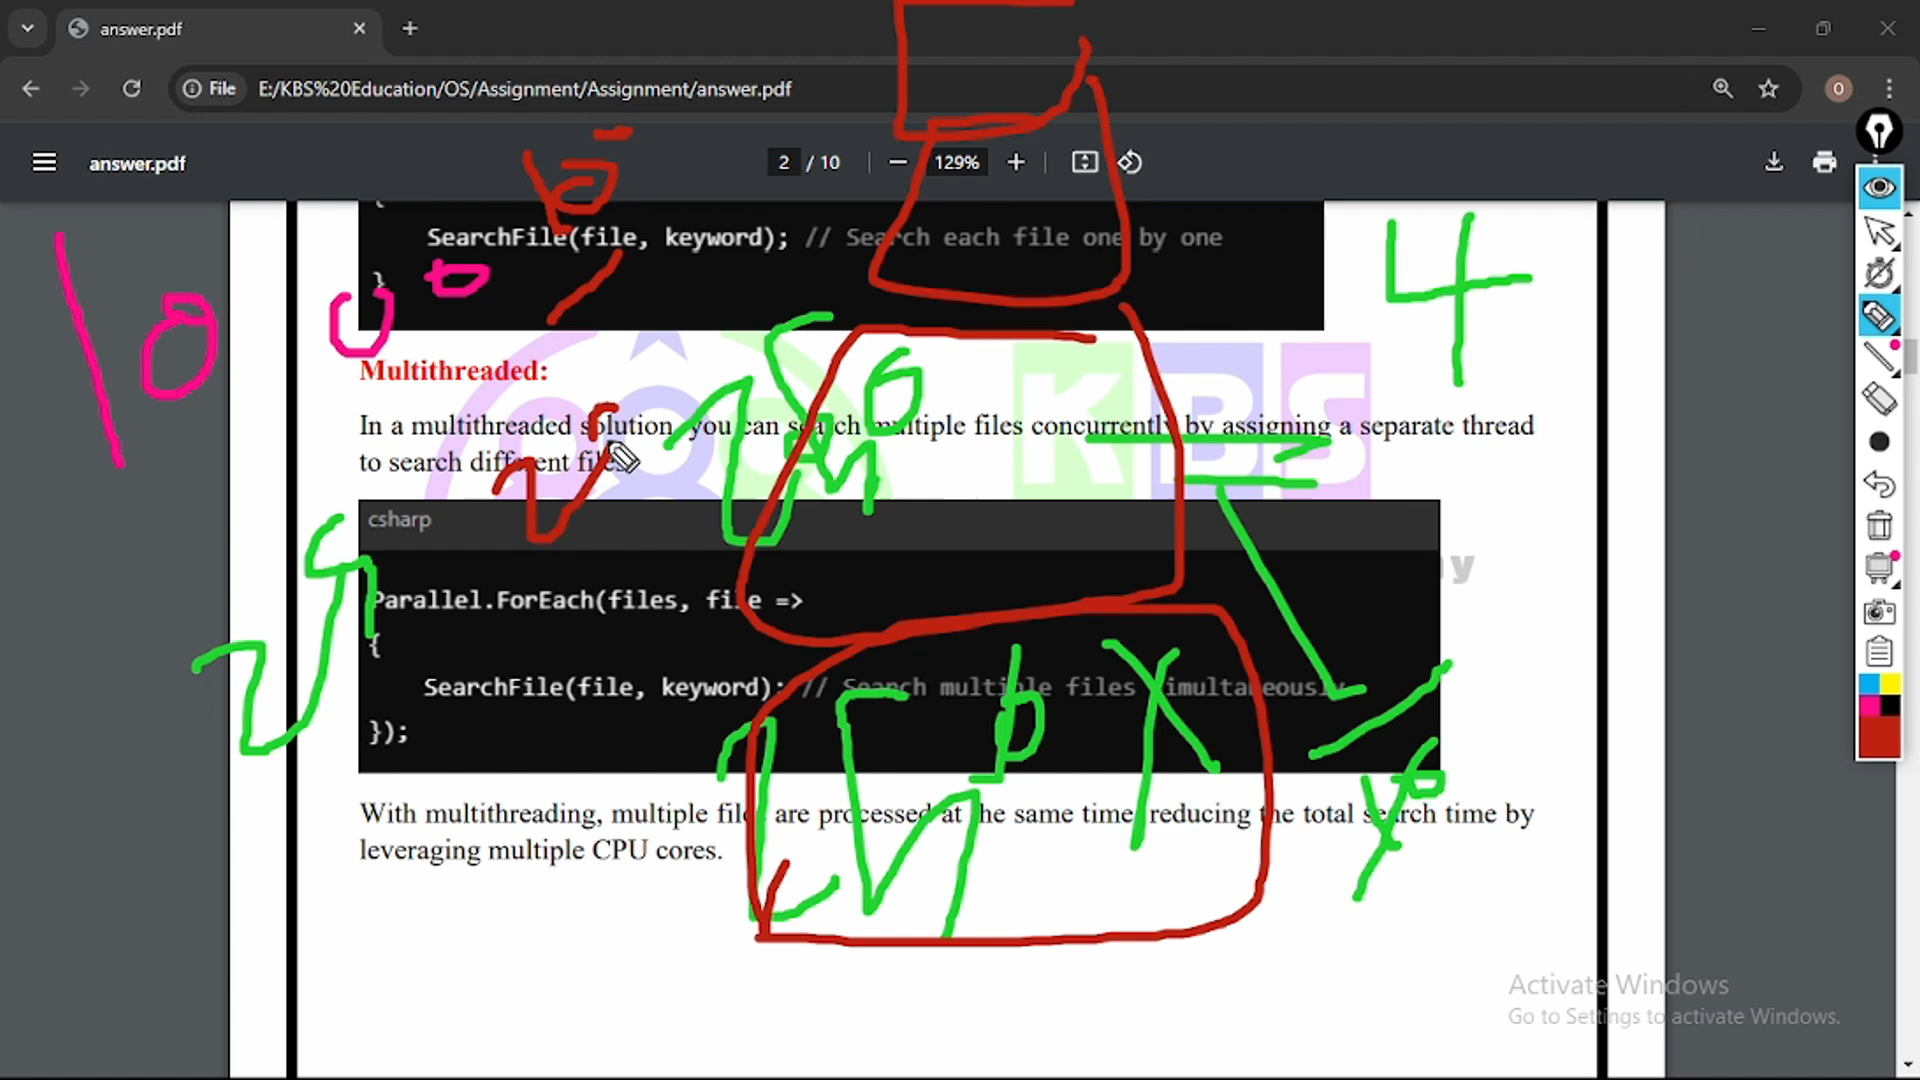 answer.pdf
File E:/KBS%20Education/OS/Assignment/Assignment/answer.pdf
O
answer.pdf
2 / 10
129%
{
SearchFile(file, keyword); // Search each file one by one
}
4
KBS
Multithreaded:
In a multithreaded solution, you can search multiple files concurrently by assigning a separate thread
to search different files.
csharp
Parallel.ForEach(files, file =>
{
SearchFile(file, keyword); // Search multiple files simultaneously
});
With multithreading, multiple files are processed at the same time, reducing the total search time by
leveraging multiple CPU cores.
Activate Windows
Go to Settings to activate Windows.